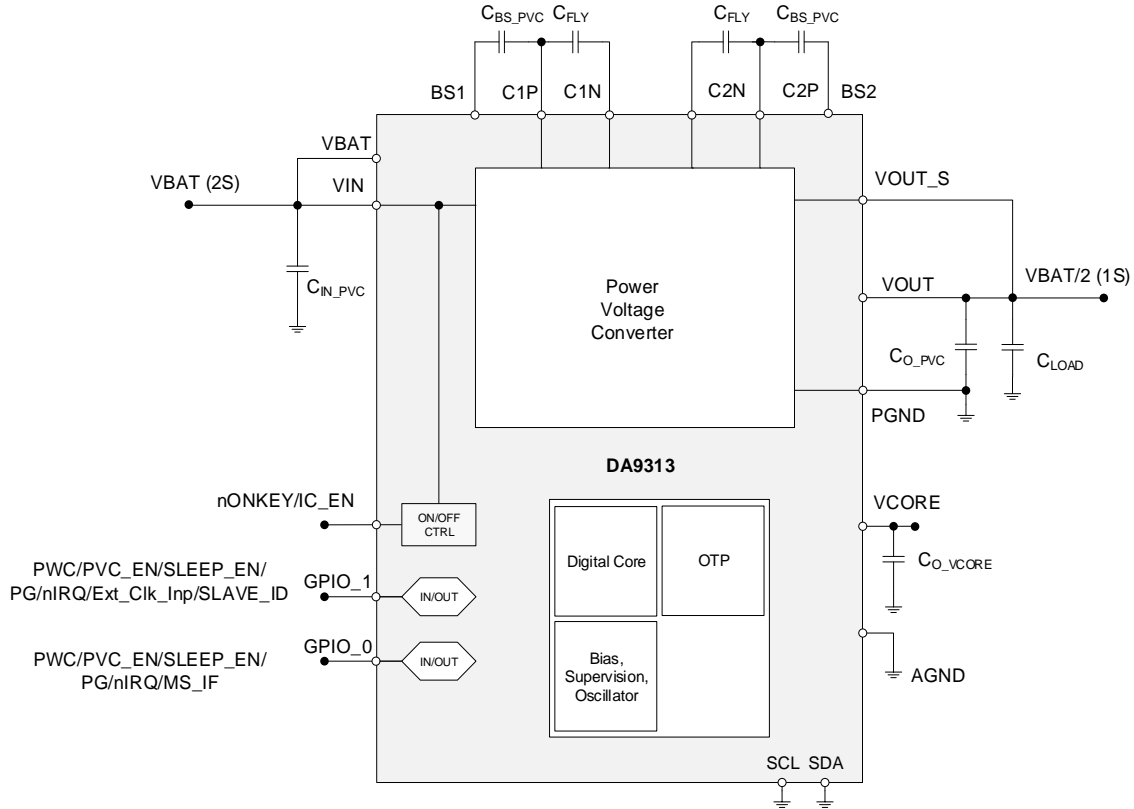 CBS_PVC CFLY CFLY CBS_PVC
BS1 C1P C1N C2N C2P BS2
VBAT
VBAT (2S) VIN
CIN_PVC
VOUT_S
VOUT
VBAT/2 (1S)
Power
Voltage
Converter
CO_PVC
CLOAD
PGND
DA9313
nONKEY/IC_EN
ON/OFF
CTRL
VCORE
CO_VCORE
PWC/PVC_EN/SLEEP_EN/
PG/nIRQ/Ext_Clk_Inp/SLAVE_ID
GPIO_1
IN/OUT
Digital Core
OTP
PWC/PVC_EN/SLEEP_EN/
PG/nIRQ/MS_IF
GPIO_0
IN/OUT
Bias,
Supervision,
Oscillator
AGND
SCL SDA